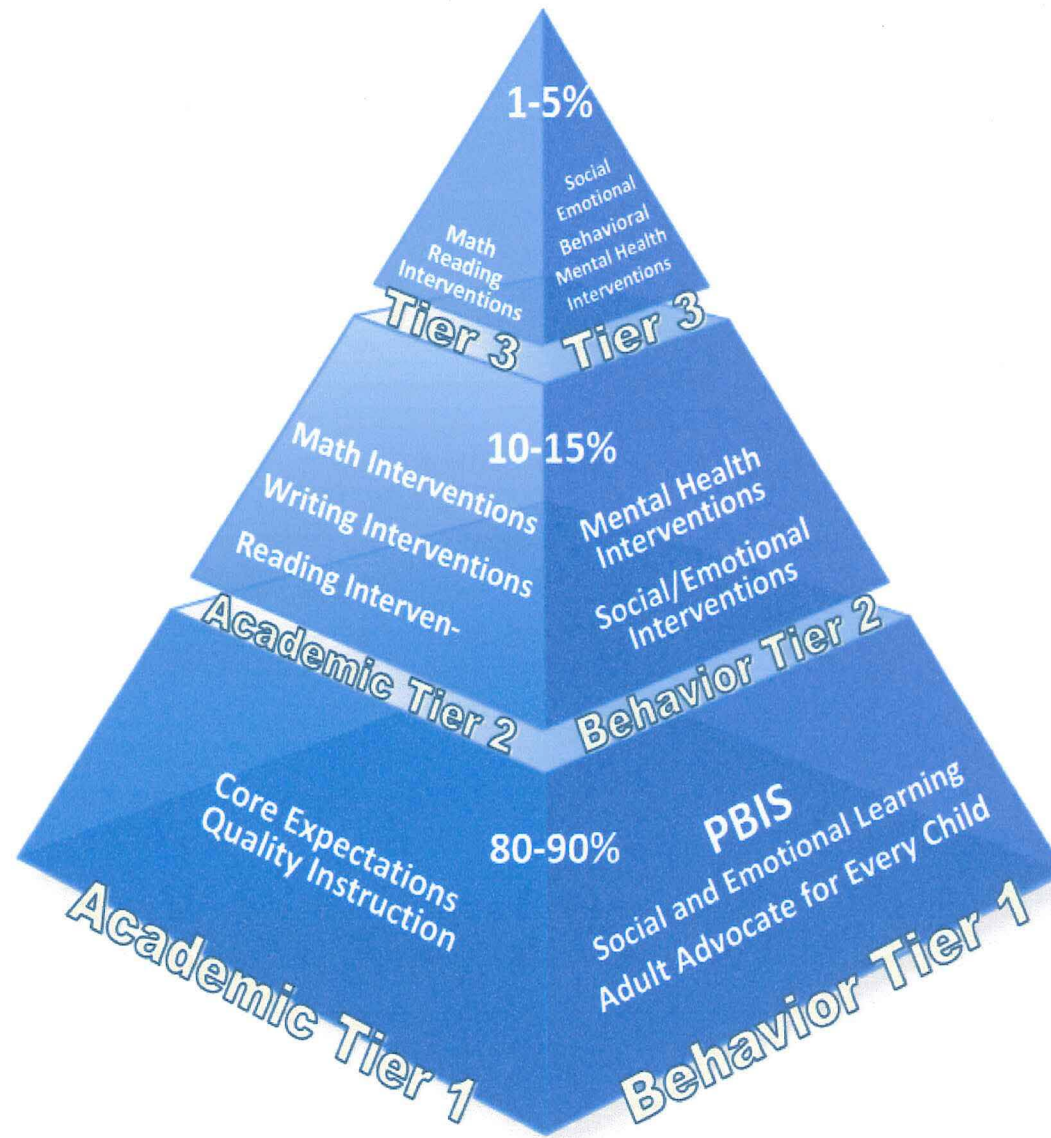 1-5%
Math
Reading
Interventions
Social
Emotional
Behavioral
Mental Health
Interventions
Tier 3
Tier 3
10-15%
Math Interventions
Writing Interventions
Reading Interven-
Mental Health
Interventions
Social/Emotional
Interventions
Academic Tier 2
Behavior Tier 2
80-90%
Core Expectations
Quality Instruction
PBIS
Social and Emotional Learning
Adult Advocate for Every Child
Academic Tier 1
Behavior Tier 1